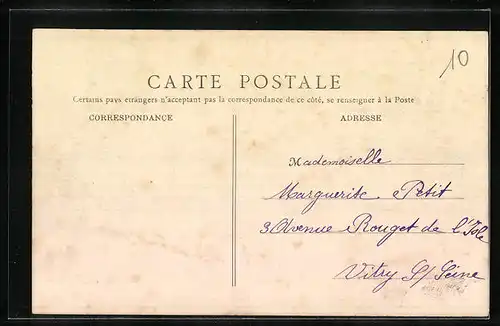 10
CARTE POSTALE
Certains pays étrangers n'acceptant pas la correspondance de ce côté, se renseigner à la Poste
CORRESPONDANCE
ADRESSE
Mademoiselle
Marguerite Petit
3 Avenue Rouget de l'Isle
Vitry S/ Seine